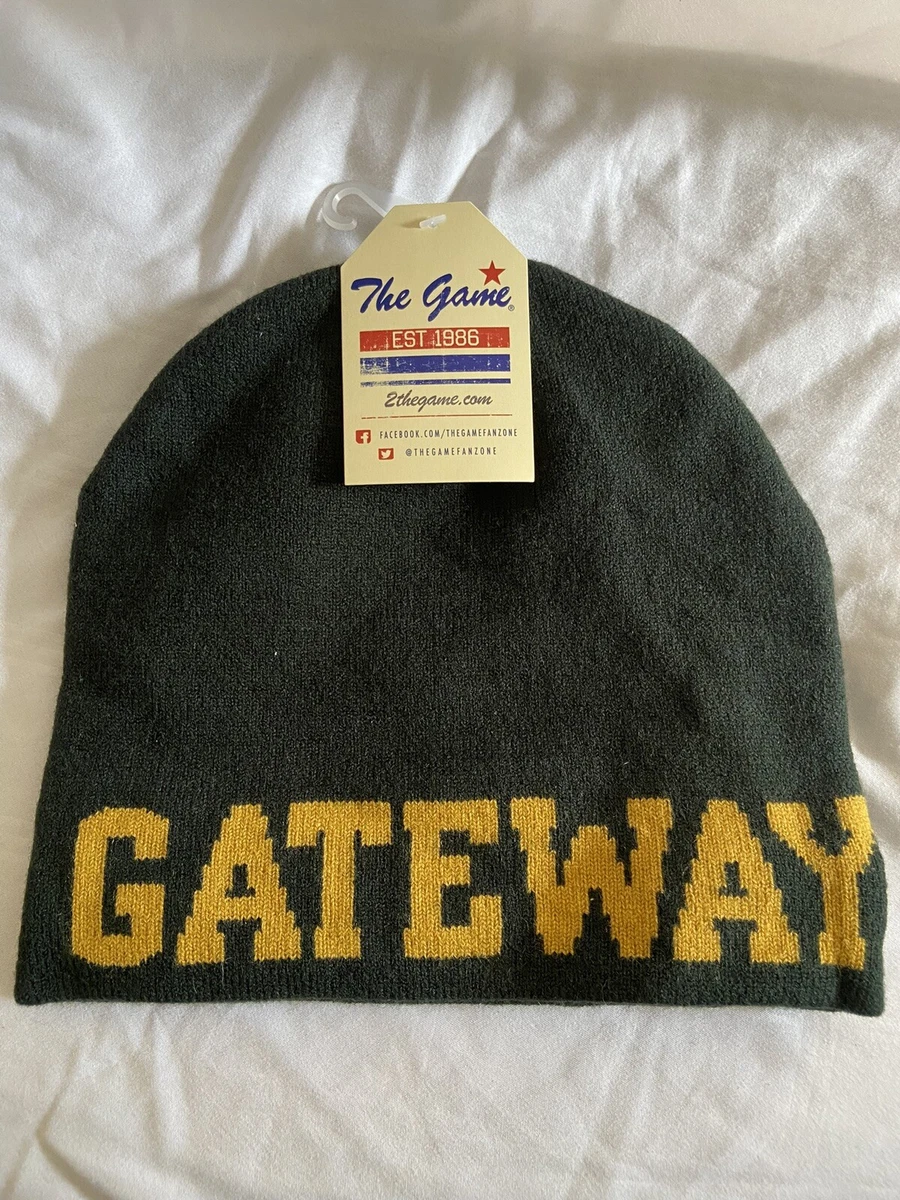 The Game®
EST 1986
2thegame.com
FACEBOOK.COM/THEGAMEFANZONE
@THEGAMEFANZONE
GATEWAY